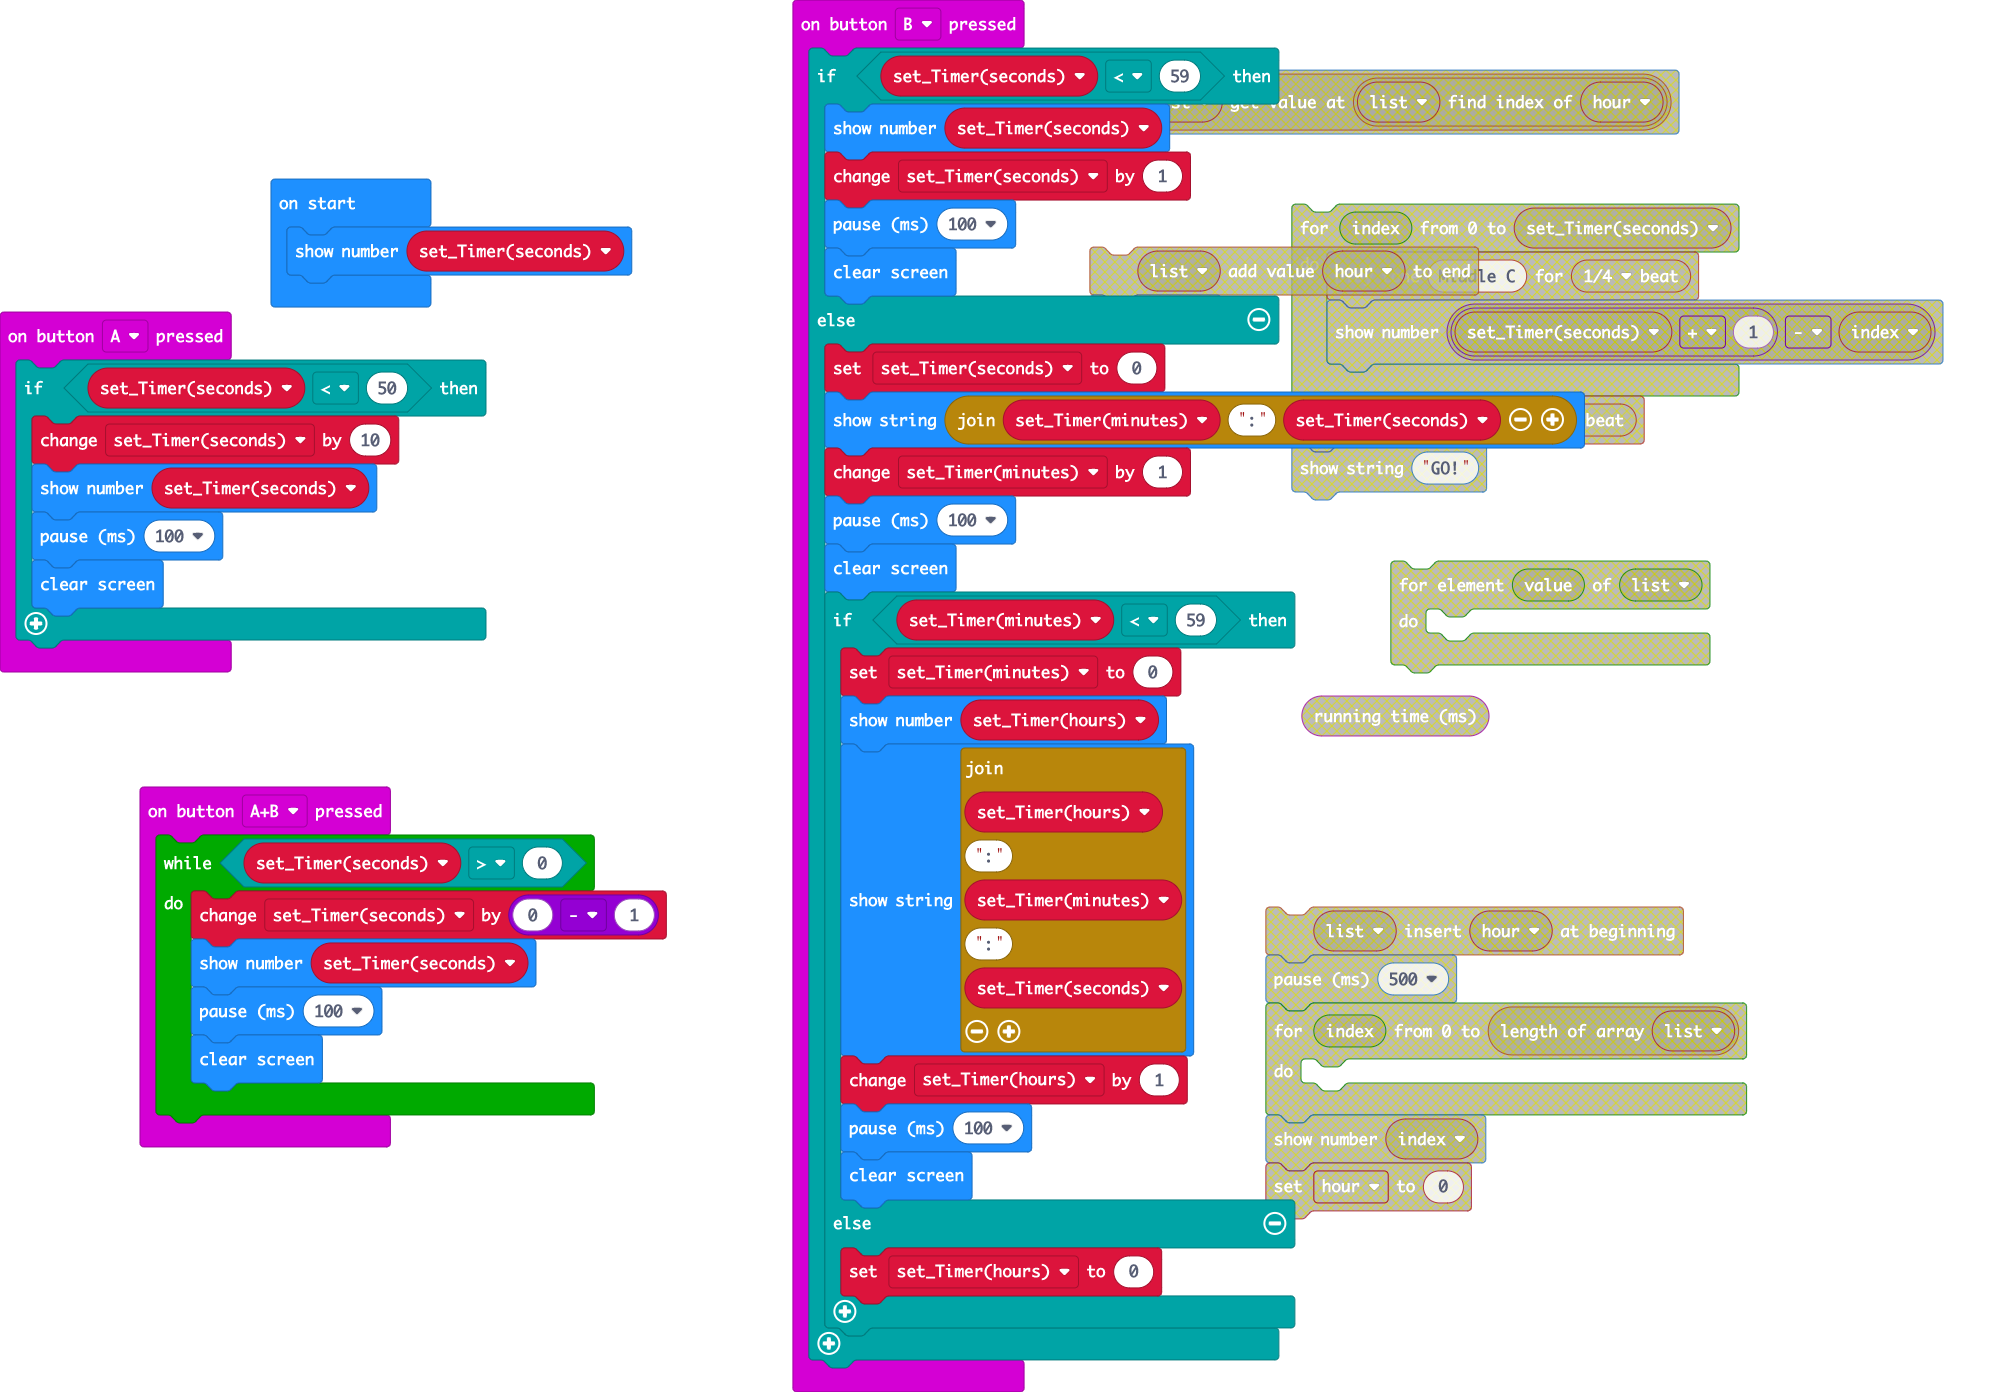 on start
show number set_Timer(seconds)
on button A pressed
if set_Timer(seconds) < 50 then
change set_Timer(seconds) by 10
show number set_Timer(seconds)
pause (ms) 100
clear screen
on button A+B pressed
while set_Timer(seconds) > 0
do
change set_Timer(seconds) by 0 - 1
show number set_Timer(seconds)
pause (ms) 100
clear screen
on button B pressed
if set_Timer(seconds) < 59 then
show number set_Timer(seconds)
change set_Timer(seconds) by 1
pause (ms) 100
clear screen
else
set set_Timer(seconds) to 0
show string join set_Timer(minutes) ":" set_Timer(seconds)
change set_Timer(minutes) by 1
pause (ms) 100
clear screen
if set_Timer(minutes) < 59 then
set set_Timer(minutes) to 0
show number set_Timer(hours)
show string join
set_Timer(hours)
":"
set_Timer(minutes)
":"
set_Timer(seconds)
change set_Timer(hours) by 1
pause (ms) 100
clear screen
else
set set_Timer(hours) to 0
get value at list find index of hour
for index from 0 to set_Timer(seconds)
list add value hour to end
C for 1/4 beat
show number set_Timer(seconds) + 1 - index
beat
show string "GO!"
for element value of list
do
running time (ms)
list insert hour at beginning
pause (ms) 500
for index from 0 to length of array list
do
show number index
set hour to 0